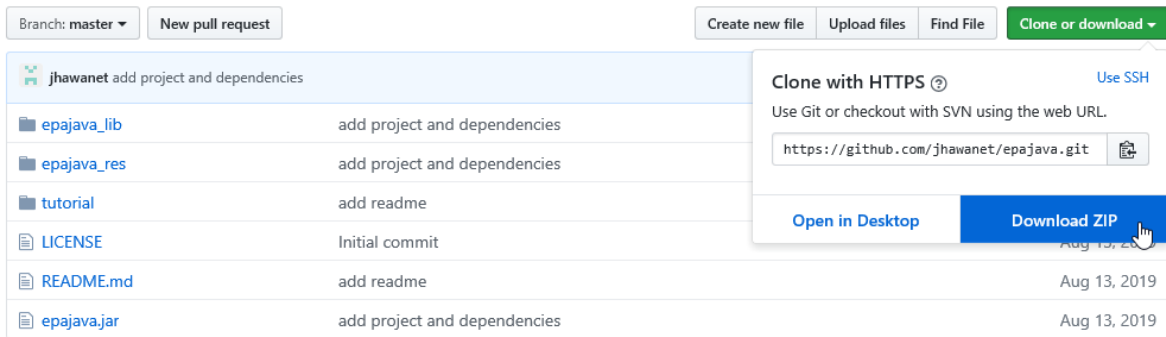 Branch: master New pull request Create new file Upload files Find File Clone or download
jhawanet add project and dependencies
Clone with HTTPS ? Use SSH
Use Git or checkout with SVN using the web URL.
https://github.com/jhawanet/epajava.git
Open in Desktop Download ZIP
epajava_lib add project and dependencies
epajava_res add project and dependencies
tutorial add readme
LICENSE Initial commit
README.md add readme Aug 13, 2019
epajava.jar add project and dependencies Aug 13, 2019